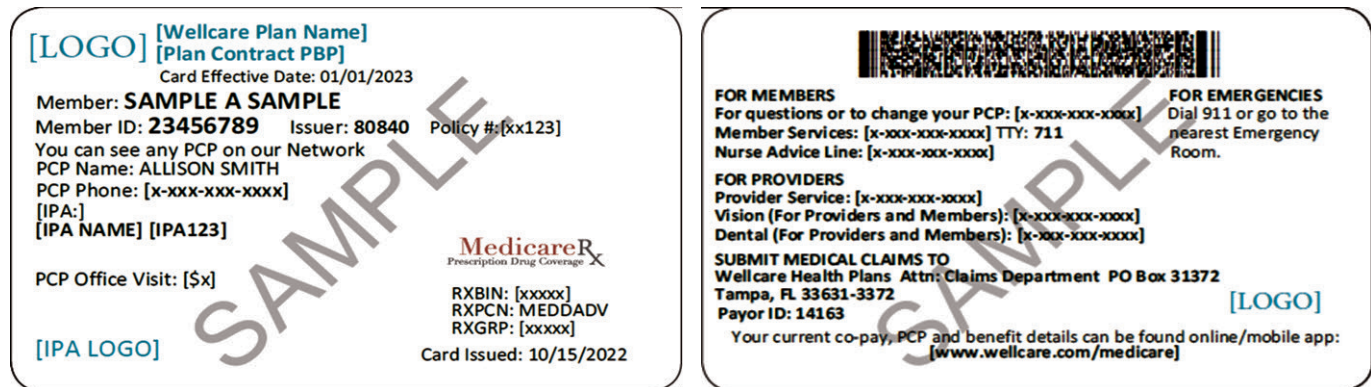 [LOGO] [Wellcare Plan Name]
[Plan Contract PBP]
Card Effective Date: 01/01/2023
Member: SAMPLE A SAMPLE
Member ID: 23456789 Issuer: 80840 Policy #:[xx123]
You can see any PCP on our Network
PCP Name: ALLISON SMITH
PCP Phone: [x-xxx-xxx-xxxx]
[IPA:]
[IPA NAME] [IPA123]
MedicareRx
Prescription Drug Coverage
PCP Office Visit: [$x]
RXBIN: [xxxxx]
RXPCN: MEDDADV
RXGRP: [xxxxx]
[IPA LOGO]
Card Issued: 10/15/2022
SAMPLE
FOR MEMBERS
For questions or to change your PCP: [x-xxx-xxx-xxxx]
Member Services: [x-xxx-xxx-xxxx] TTY: 711
Nurse Advice Line: [x-xxx-xxx-xxxx]
FOR EMERGENCIES
Dial 911 or go to the
nearest Emergency
Room.
FOR PROVIDERS
Provider Service: [x-xxx-xxx-xxxx]
Vision (For Providers and Members): [x-xxx-xxx-xxxx]
Dental (For Providers and Members): [x-xxx-xxx-xxxx]
SUBMIT MEDICAL CLAIMS TO
Wellcare Health Plans Attn: Claims Department PO Box 31372
Tampa, FL 33631-3372
Payor ID: 14163
[LOGO]
Your current co-pay, PCP and benefit details can be found online/mobile app:
[www.wellcare.com/medicare]
SAMPLE